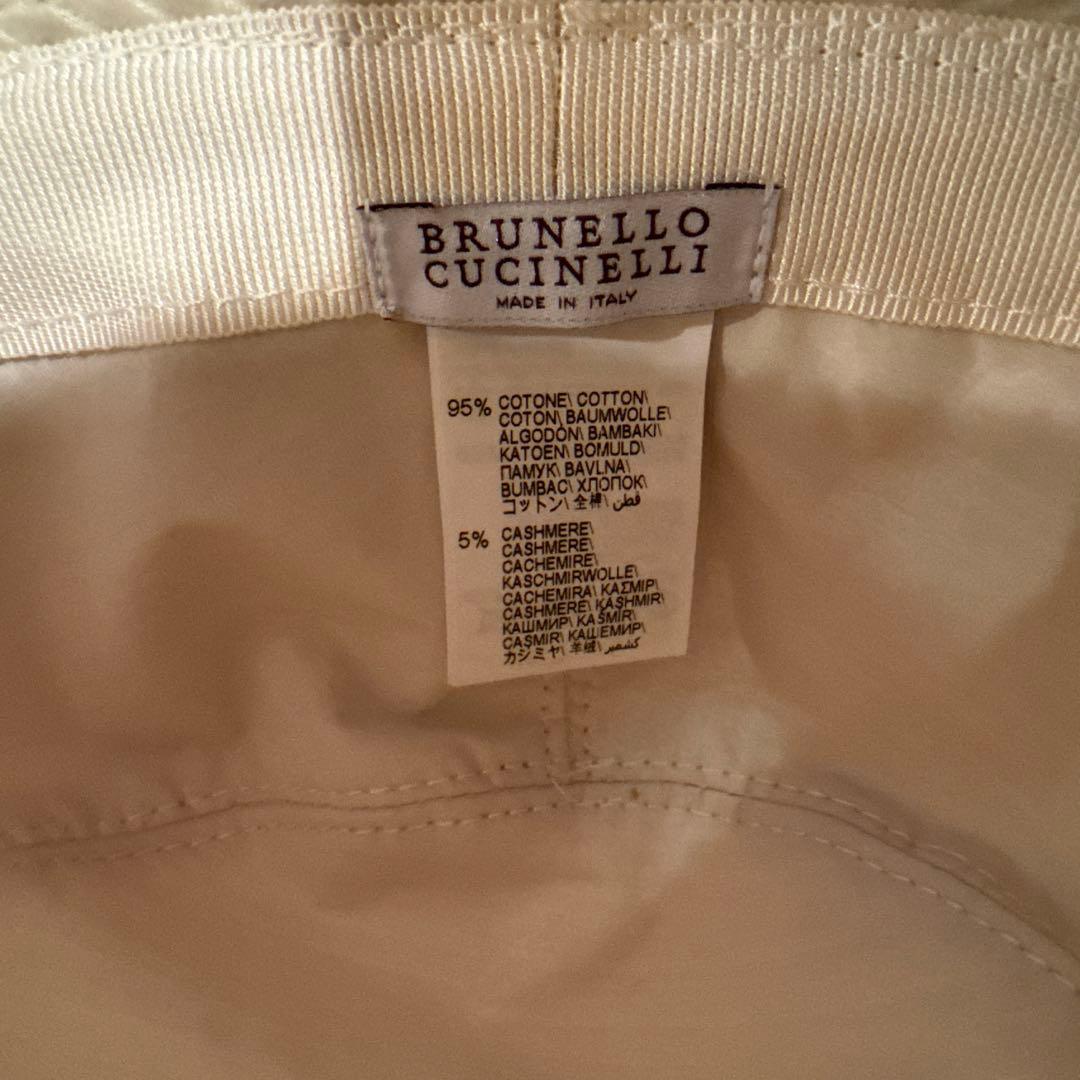 BRUNELLO
CUCINELLI
MADE IN ITALY
95% COTONE\ COTTON\
COTON\ BAUMWOLLE\
ALGODÓN\ BAMBAKI\
KATOEN\ BOMULD\
ПАМУК\ BAVLNA\
BUMBAC\ ХЛОПОК\
コットン\ 全棉\ قطن
5% CASHMERE\
CASHMERE\
CACHEMIRE\
KASCHMIRWOLLE\
CACHEMIRA\ ΚΑΣΜΙΡ\
CASHMERE\ KASHMIR\
КАШМИР\ KAŠMIR\
CAȘMIR\ КАШЕМИР\
カシミヤ\ 羊绒\ كشمير